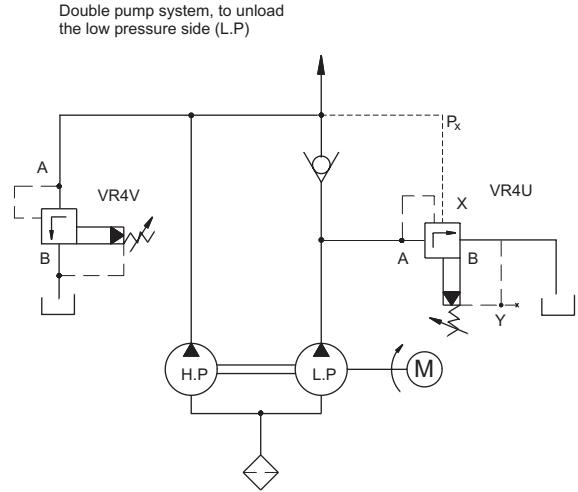 Double pump system, to unload
the low pressure side (L.P)
Px
A
VR4V
X
VR4U
B
A
B
Y
H.P
L.P
M